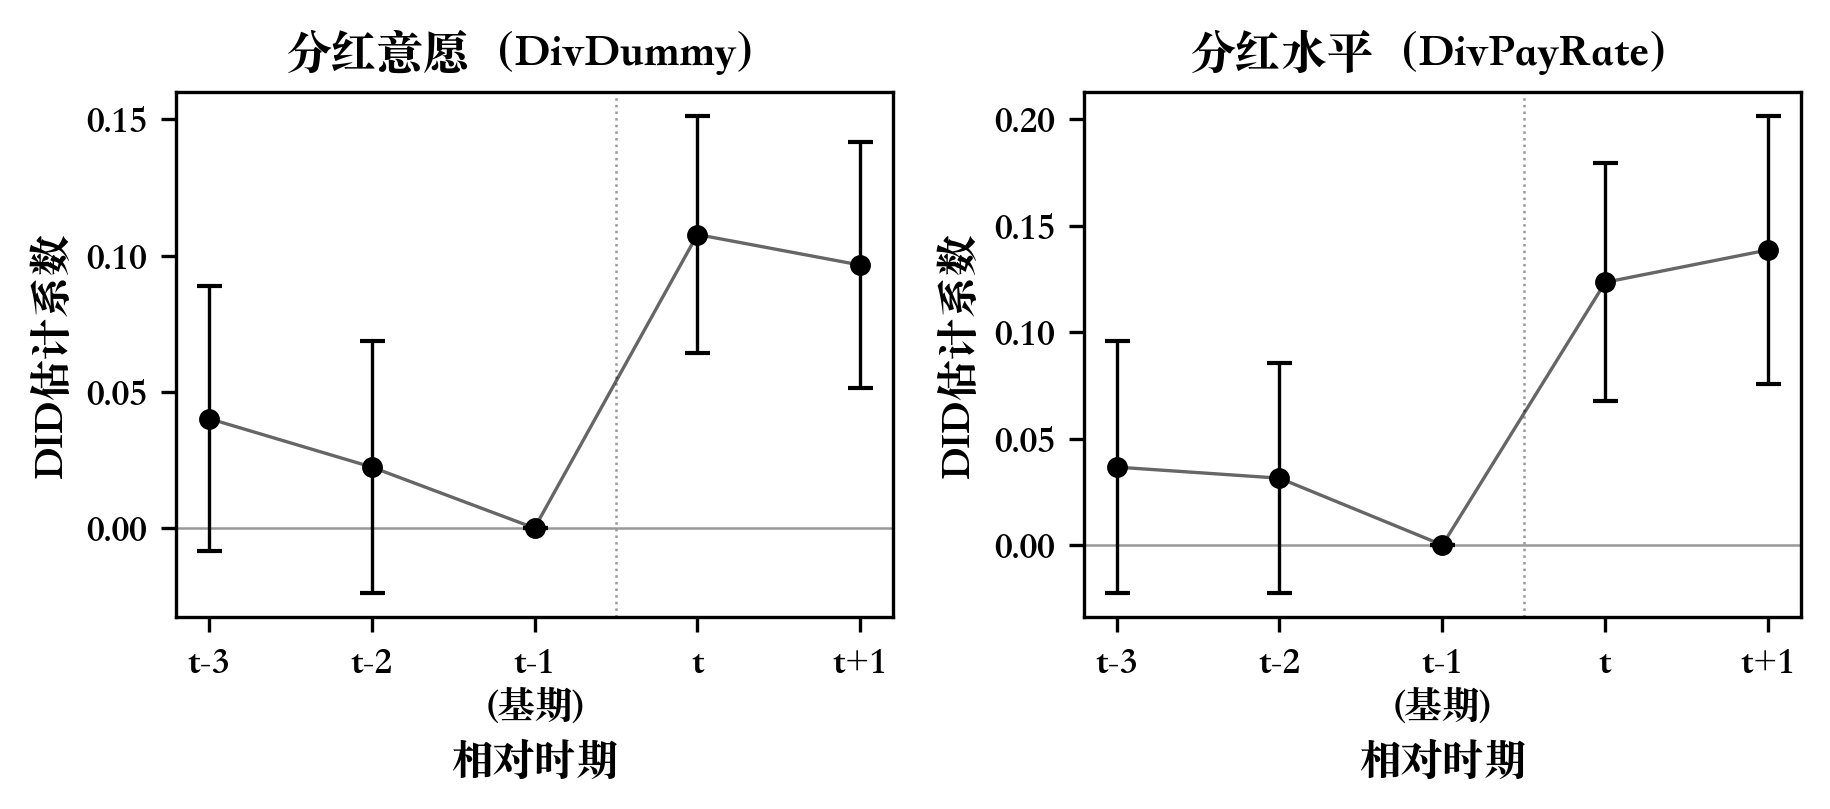 分红意愿（DivDummy）
0.15
0.10
0.05
0.00
DID估计系数
t-3
t-2
t-1
(基期)
t
t+1
相对时期
分红水平（DivPayRate）
0.20
0.15
0.10
0.05
0.00
DID估计系数
t-3
t-2
t-1
(基期)
t
t+1
相对时期